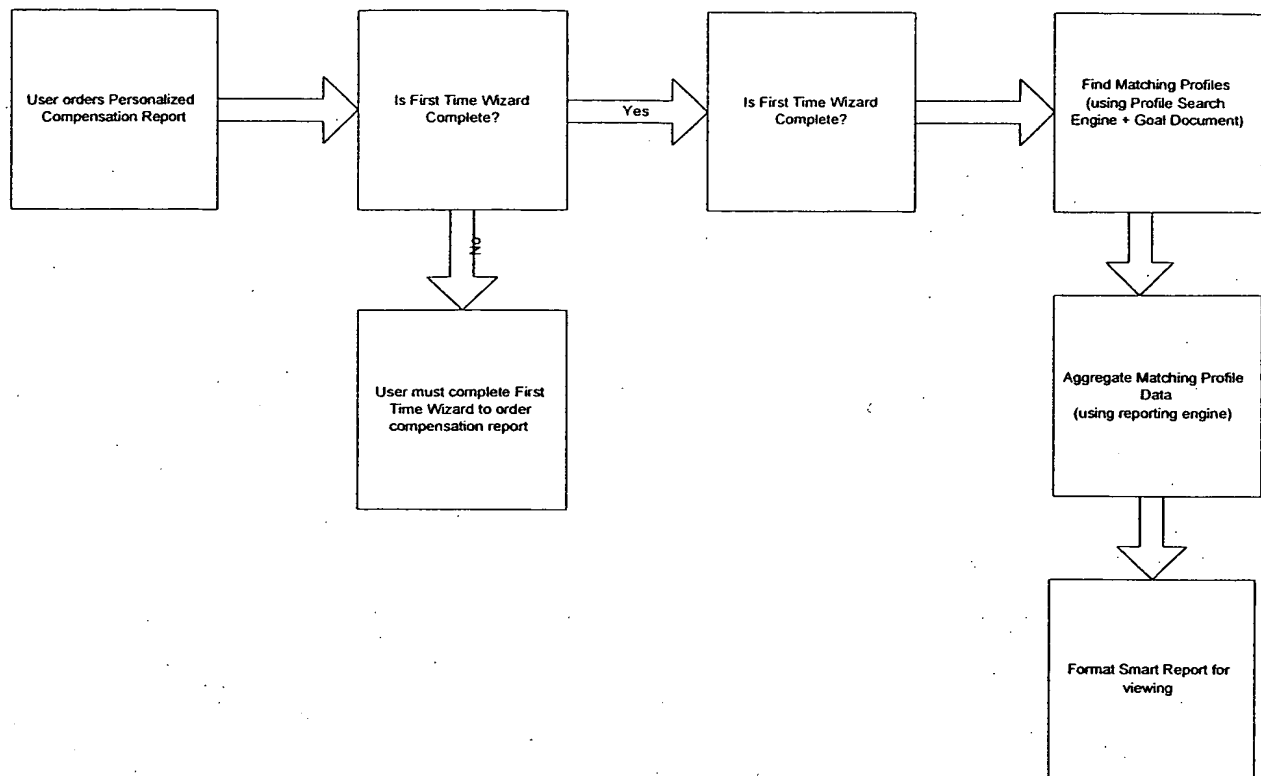 User orders Personalized
Compensation Report
Is First Time Wizard
Complete?
Yes
Is First Time Wizard
Complete?
Find Matching Profiles
(using Profile Search
Engine + Goal Document)
No
User must complete First
Time Wizard to order
compensation report
Aggregate Matching Profile
Data
(using reporting engine)
Format Smart Report for
viewing